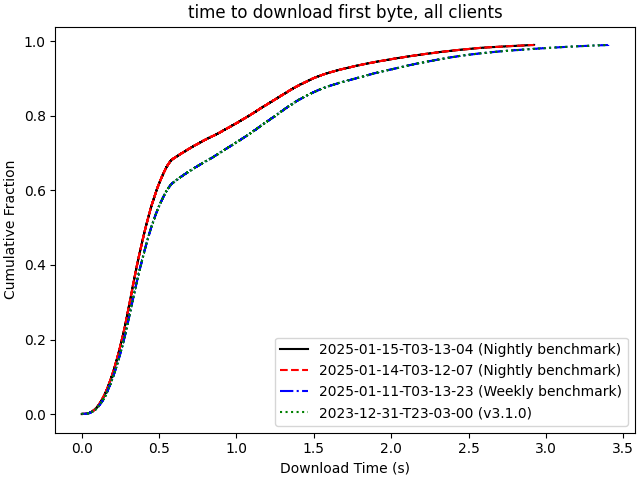 time to download first byte, all clients
Cumulative Fraction
1.0
0.8
0.6
0.4
0.2
0.0
2025-01-15-T03-13-04 (Nightly benchmark)
2025-01-14-T03-12-07 (Nightly benchmark)
2025-01-11-T03-13-23 (Weekly benchmark)
2023-12-31-T23-03-00 (v3.1.0)
0.0 0.5 1.0 1.5 2.0 2.5 3.0 3.5
Download Time (s)